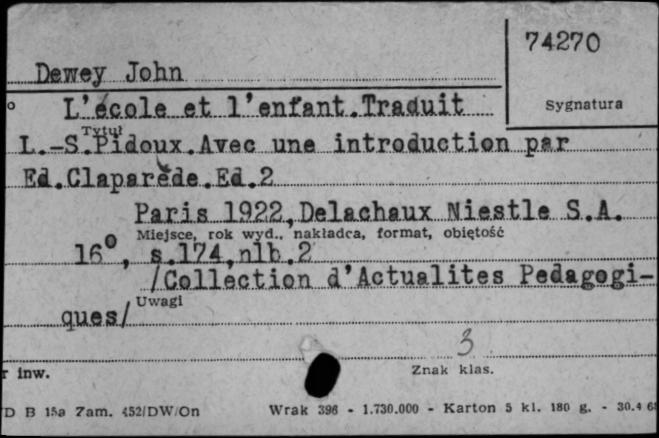 74270
Dewey John
Sygnatura
L'école et l'enfant.Traduit
Tytuł
L.-S.Pidoux.Avec une introduction par
Ed.Claparède.Ed.2
Paris 1922,Delachaux Niestle S.A.
Miejsce, rok wyd., nakładca, format, objętość
16°, s.174,nlb.2
/Collection d'Actualites Pedagogi-
Uwagi
ques/
3
r inw.
Znak klas.
D B 15a Zam. 452/DW/On Wrak 396 - 1.730.000 - Karton 5 kl. 180 g. - 30.4 6